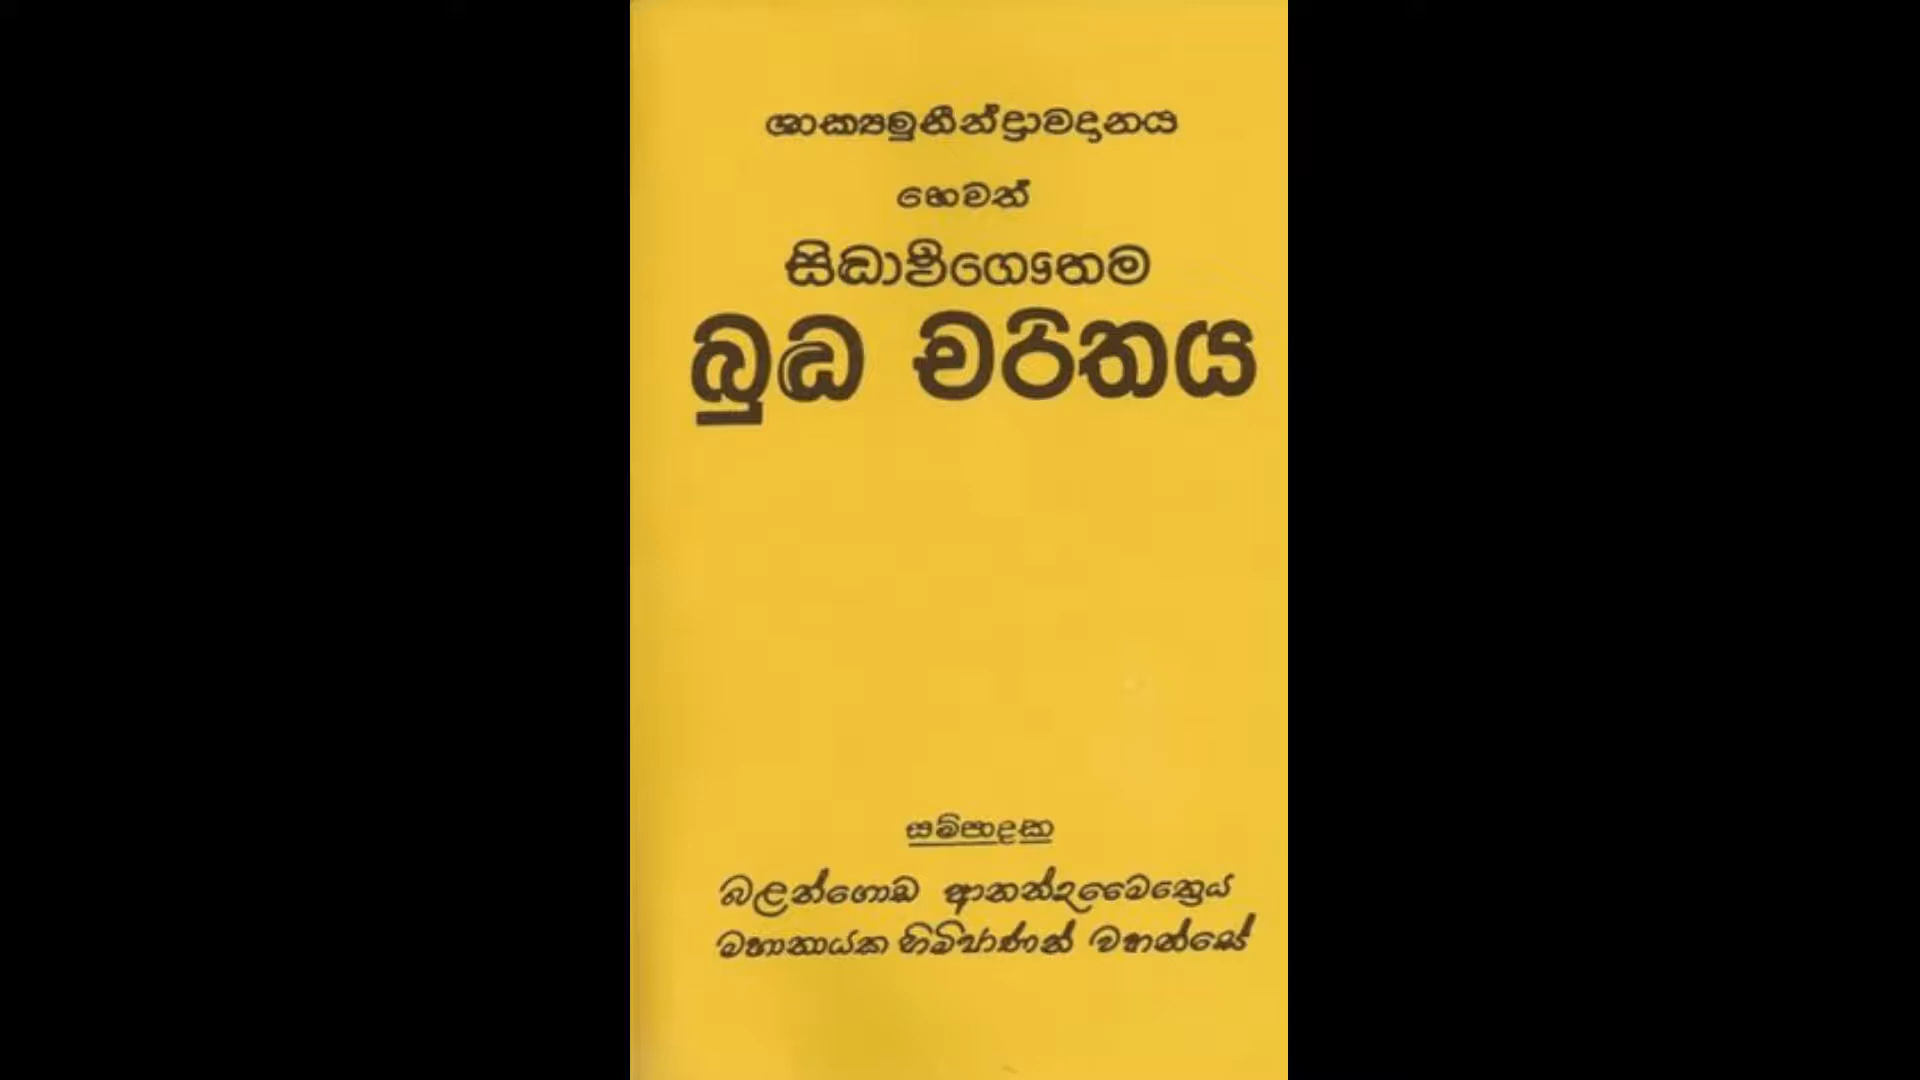 ශාක්‍යමුනීන්ද්‍රාවදානය
හෙවත්
සිද්ධාර්ථගෞතම
බුද්ධ චරිතය
සම්පාදක
බලන්ගොඩ ආනන්දමෛත්‍රෙය
මහානායක හිමිපාණන් වහන්සේ